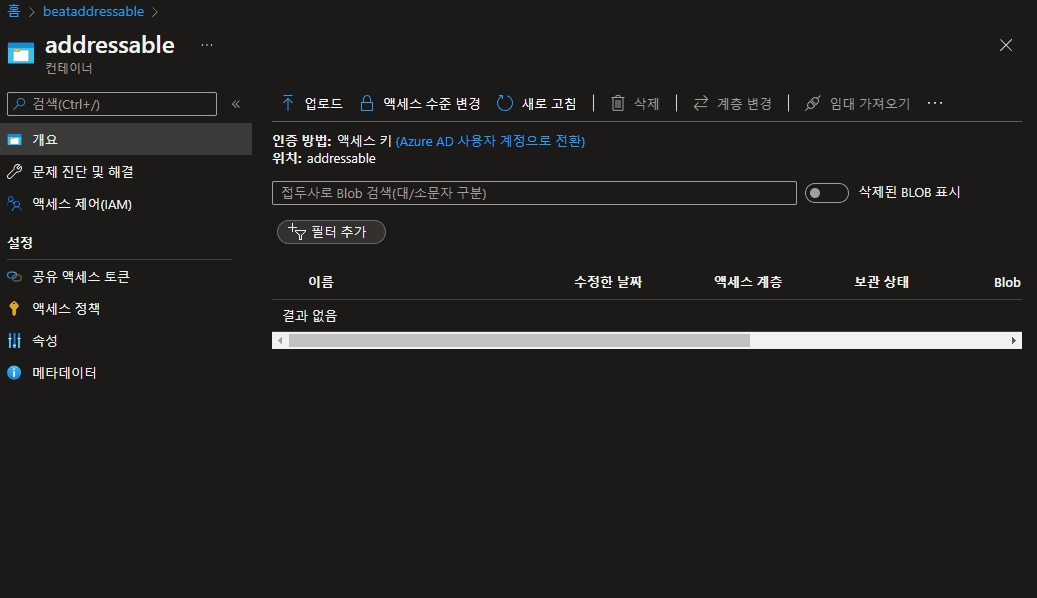 홈 > beataddressable >
addressable ...
컨테이너
검색(Ctrl+/)
«
업로드 액세스 수준 변경 새로 고침 | 삭제 | 계층 변경 | 임대 가져오기 ...
개요
문제 진단 및 해결
액세스 제어(IAM)
설정
공유 액세스 토큰
액세스 정책
속성
메타데이터
인증 방법: 액세스 키 (Azure AD 사용자 계정으로 전환)
위치: addressable
접두사로 Blob 검색(대/소문자 구분)
삭제된 BLOB 표시
필터 추가
이름 수정한 날짜 액세스 계층 보관 상태 Blob
결과 없음